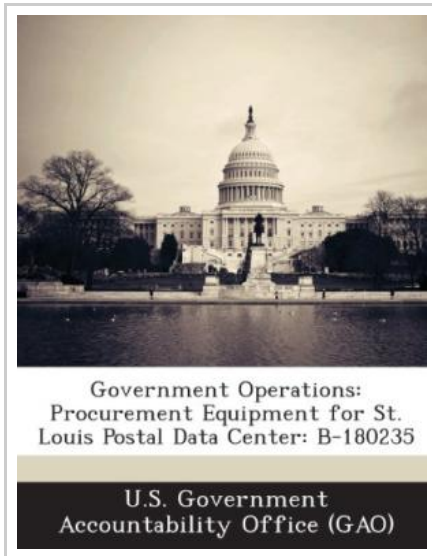 Government Operations:
Procurement Equipment for St.
Louis Postal Data Center: B-180235
U.S. Government
Accountability Office (GAO)